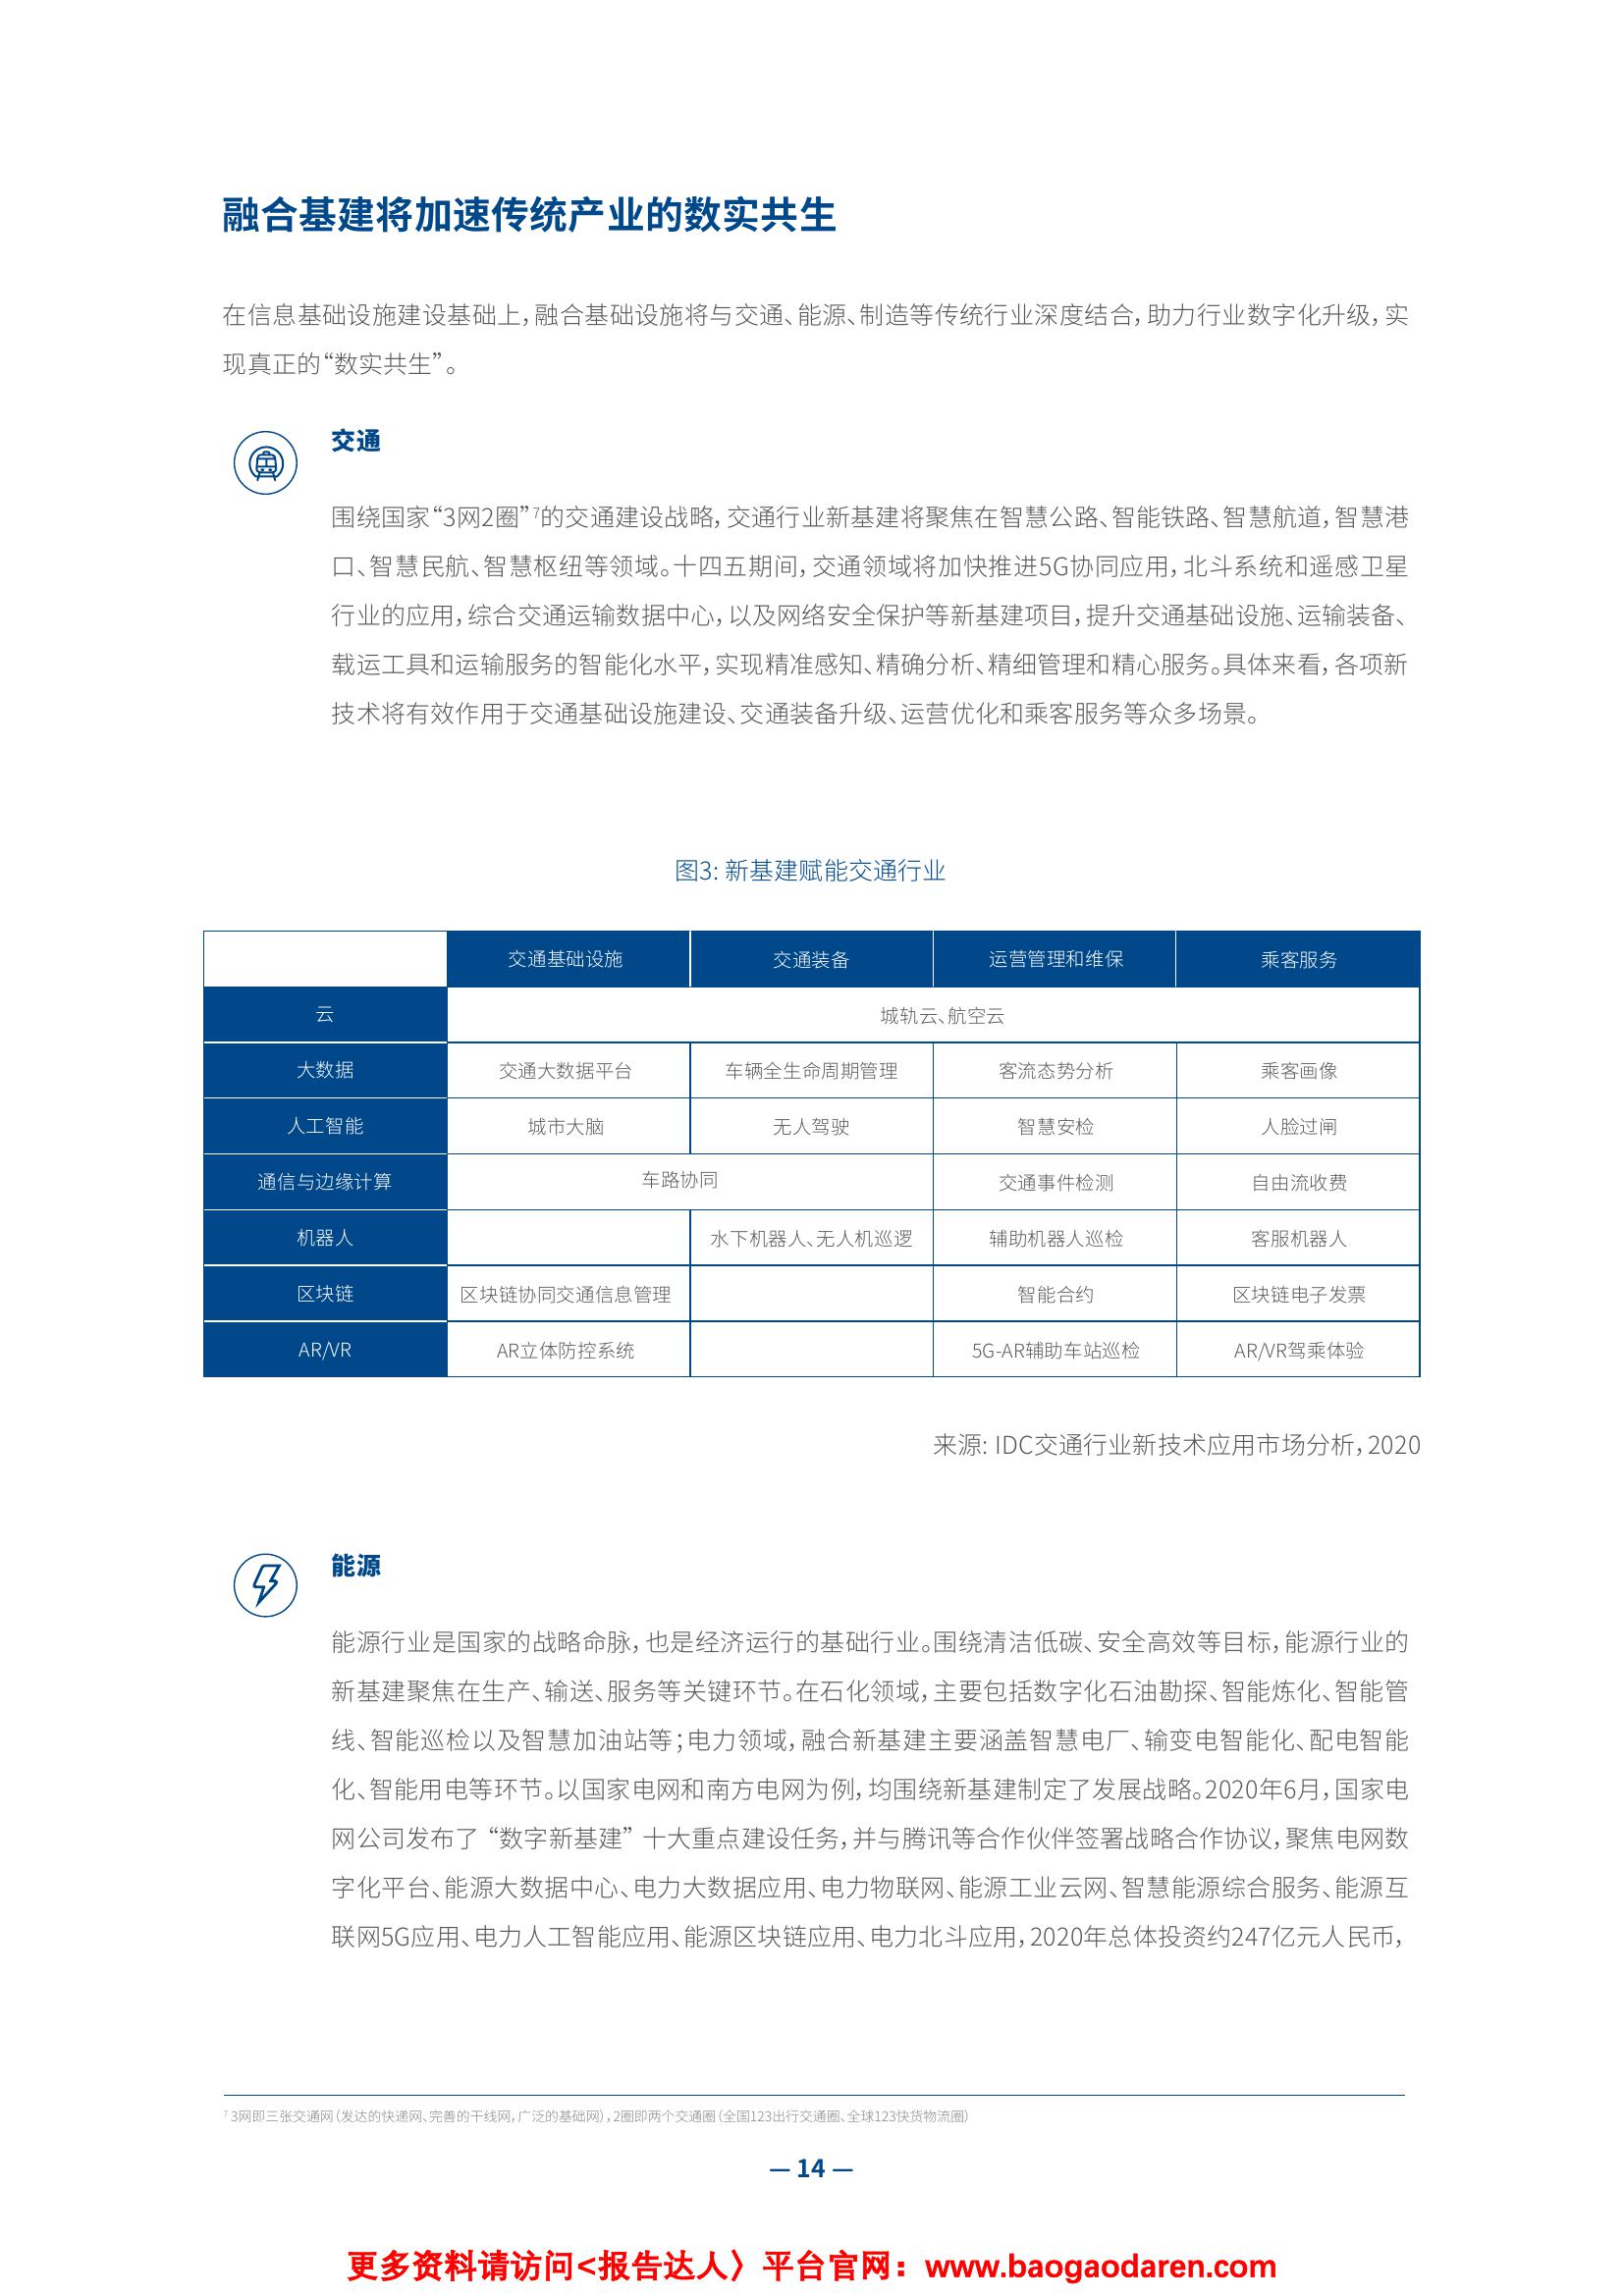 融合基建将加速传统产业的数实共生
在信息基础设施建设基础上，融合基础设施将与交通、能源、制造等传统行业深度结合，助力行业数字化升级，实
现真正的“数实共生”。
交通
围绕国家“3网2圈”⁷的交通建设战略，交通行业新基建将聚焦在智慧公路、智能铁路、智慧航道，智慧港
口、智慧民航、智慧枢纽等领域。十四五期间，交通领域将加快推进5G协同应用，北斗系统和遥感卫星
行业的应用，综合交通运输数据中心，以及网络安全保护等新基建项目，提升交通基础设施、运输装备、
载运工具和运输服务的智能化水平，实现精准感知、精确分析、精细管理和精心服务。具体来看，各项新
技术将有效作用于交通基础设施建设、交通装备升级、运营优化和乘客服务等众多场景。
图3: 新基建赋能交通行业
交通基础设施 交通装备 运营管理和维保 乘客服务
云 城轨云、航空云
大数据 交通大数据平台 车辆全生命周期管理 客流态势分析 乘客画像
人工智能 城市大脑 无人驾驶 智慧安检 人脸过闸
通信与边缘计算 车路协同 交通事件检测 自由流收费
机器人 水下机器人、无人机巡逻 辅助机器人巡检 客服机器人
区块链 区块链协同交通信息管理 智能合约 区块链电子发票
AR/VR AR立体防控系统 5G-AR辅助车站巡检 AR/VR驾乘体验
来源: IDC交通行业新技术应用市场分析，2020
能源
能源行业是国家的战略命脉，也是经济运行的基础行业。围绕清洁低碳、安全高效等目标，能源行业的
新基建聚焦在生产、输送、服务等关键环节。在石化领域，主要包括数字化石油勘探、智能炼化、智能管
线、智能巡检以及智慧加油站等；电力领域，融合新基建主要涵盖智慧电厂、输变电智能化、配电智能
化、智能用电等环节。以国家电网和南方电网为例，均围绕新基建制定了发展战略。2020年6月，国家电
网公司发布了 “数字新基建” 十大重点建设任务，并与腾讯等合作伙伴签署战略合作协议，聚焦电网数
字化平台、能源大数据中心、电力大数据应用、电力物联网、能源工业云网、智慧能源综合服务、能源互
联网5G应用、电力人工智能应用、能源区块链应用、电力北斗应用，2020年总体投资约247亿元人民币，
⁷ 3网即三张交通网（发达的快递网、完善的干线网，广泛的基础网），2圈即两个交通圈（全国123出行交通圈、全球123快货物流圈）
— 14 —
更多资料请访问<报告达人〉平台官网：www.baogaodaren.com